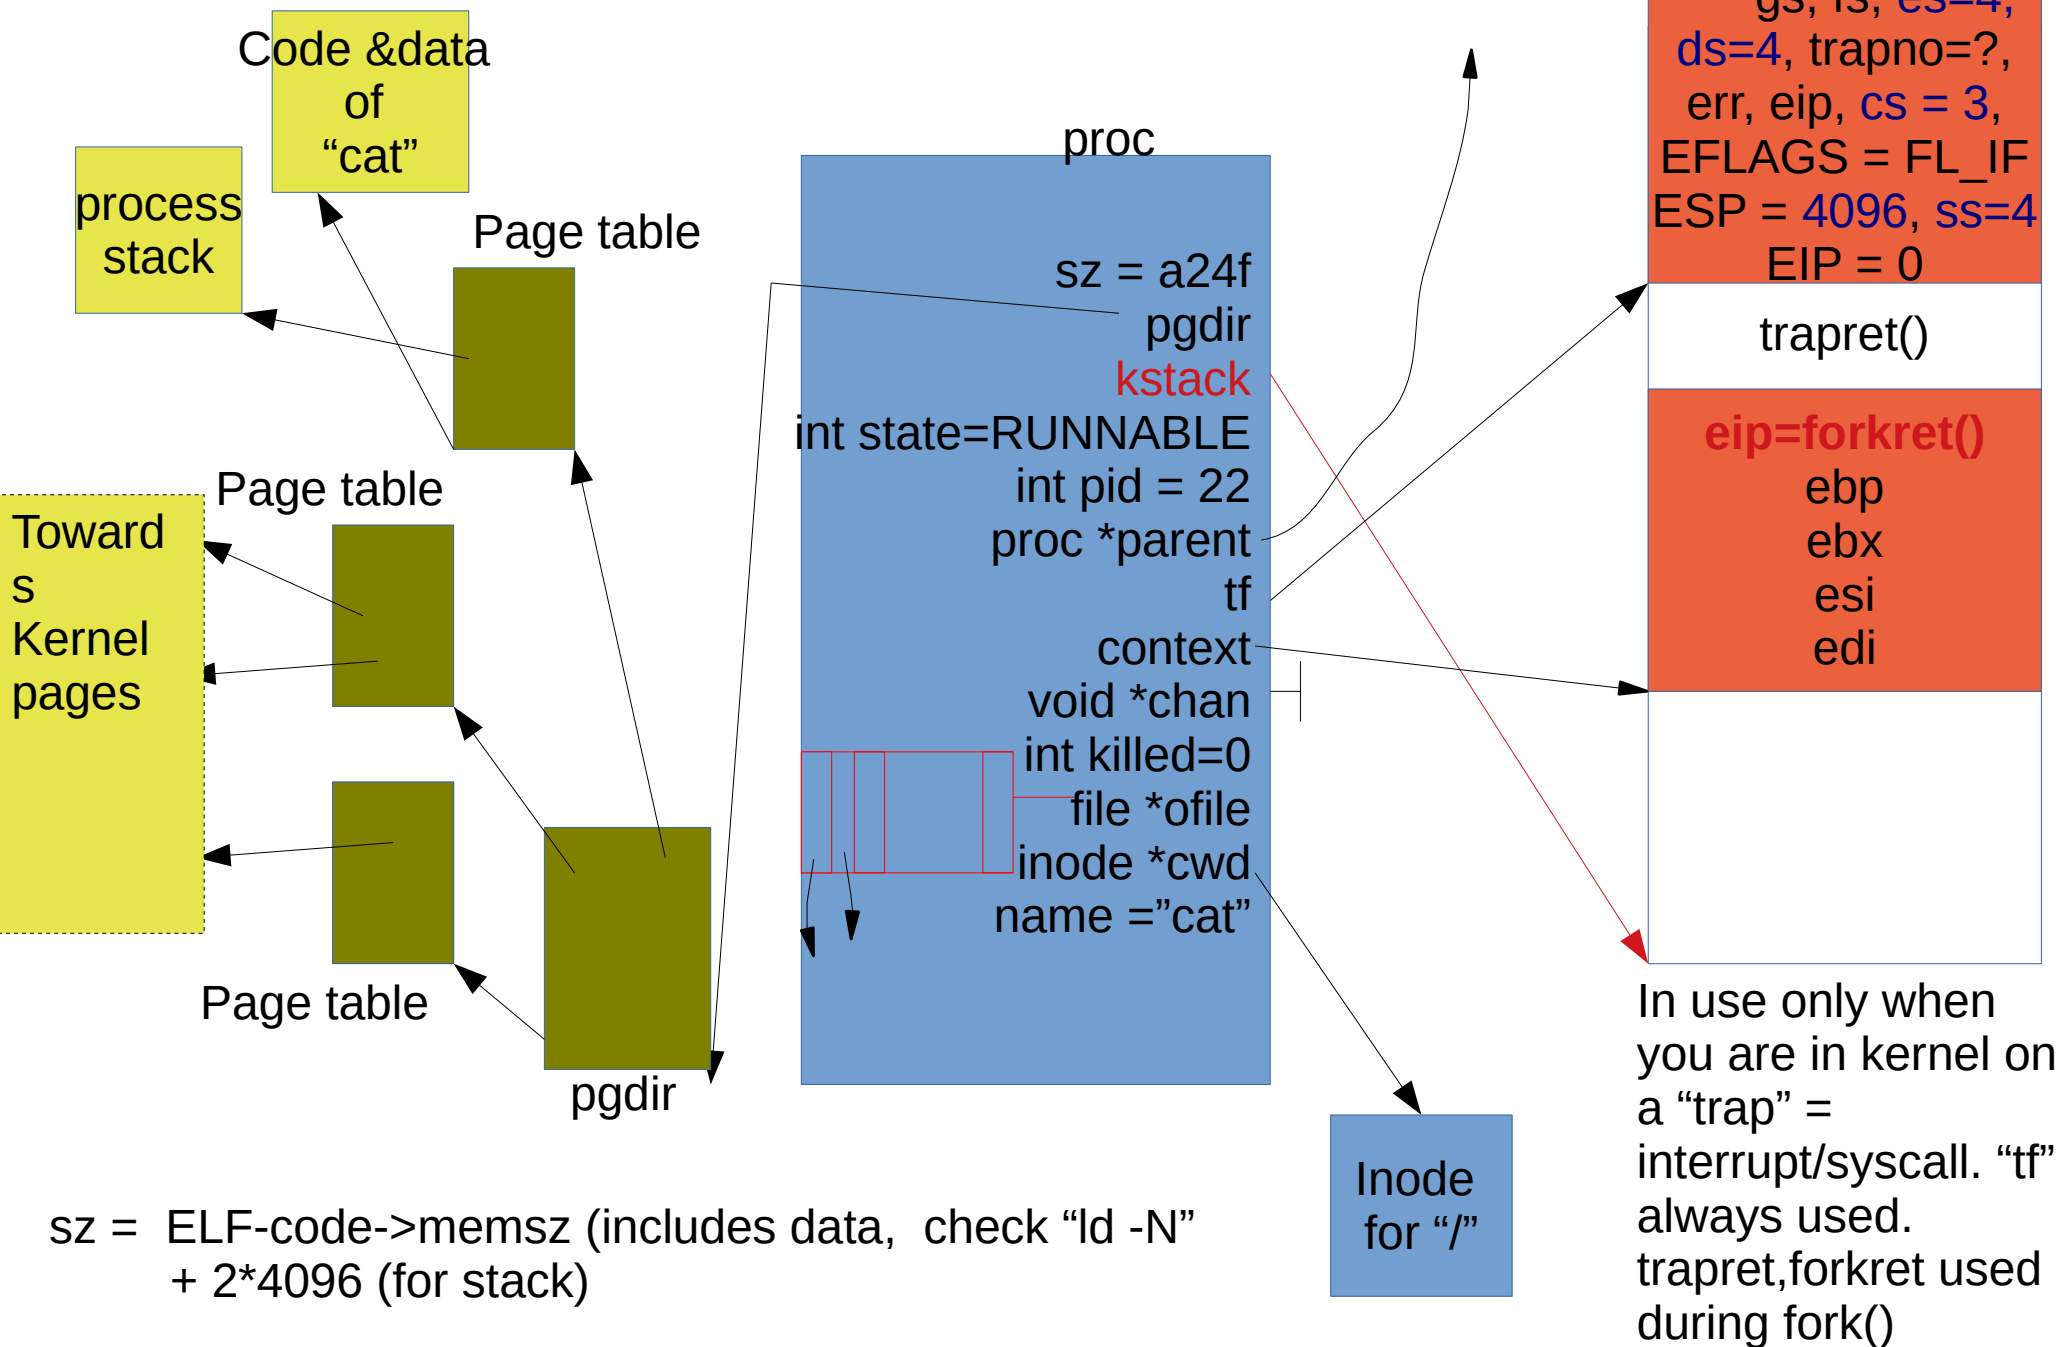 Code &data
of
“cat”
process
stack
Page table
Page table
Toward
s
Kernel
pages
Page table
pgdir
proc
sz = a24f
pgdir
kstack
int state=RUNNABLE
int pid = 22
proc *parent
tf
context
void *chan
int killed=0
file *ofile
inode *cwd
name =”cat”
gs, fs, es=4,
ds=4, trapno=?,
err, eip, cs = 3,
EFLAGS = FL_IF
ESP = 4096, ss=4
EIP = 0
trapret()
eip=forkret()
ebp
ebx
esi
edi
In use only when
you are in kernel on
a “trap” =
interrupt/syscall. “tf”
always used.
trapret,forkret used
during fork()
Inode
for “/”
sz = ELF-code->memsz (includes data, check “ld -N”
+ 2*4096 (for stack)